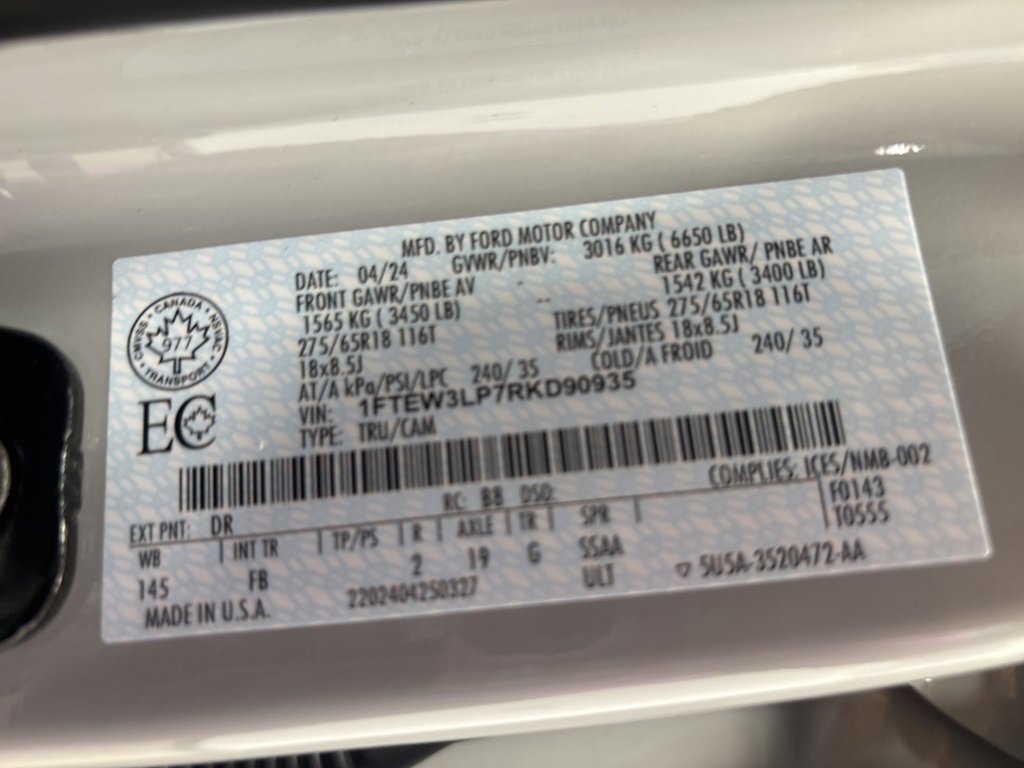 MFD. BY FORD MOTOR COMPANY
DATE: 04/24 GVWR/PNBV: 3016 KG ( 6650 LB)
FRONT GAWR/PNBE AV REAR GAWR/ PNBE AR
1565 KG ( 3450 LB) 1542 KG ( 3400 LB)
275/65R18 116T TIRES/PNEUS 275/65R18 116T
18x8.5J RIMS/JANTES 18x8.5J
AT/A kPa/PSI/LPC 240/ 35 COLD/A FROID 240/ 35
VIN: 1FTEW3LP7RKD90935
TYPE: TRU/CAM
CANADA
CMVSS NSVAC
977
TRANSPORT
EC
COMPLIES: ICES/NMB-002
EXT PNT: DR RC: B8 DSO: F0143
WB INT TR TP/PS R AXLE TR SPR T0555
145 FB 2 19 G SSAA
MADE IN U.S.A. 2202404250327 ULT ▽ 5U5A-3520472-AA